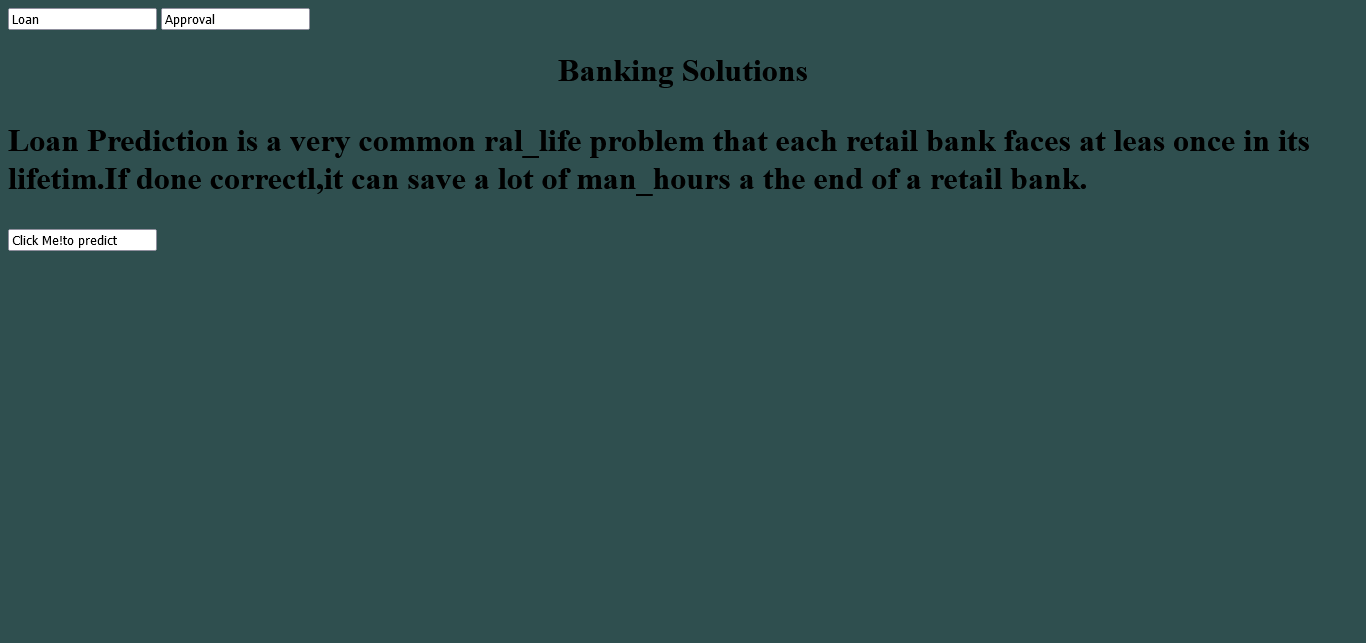 Loan Approval
Banking Solutions
Loan Prediction is a very common ral_life problem that each retail bank faces at leas once in its
lifetim.If done correctl,it can save a lot of man_hours a the end of a retail bank.
Click Me!to predict